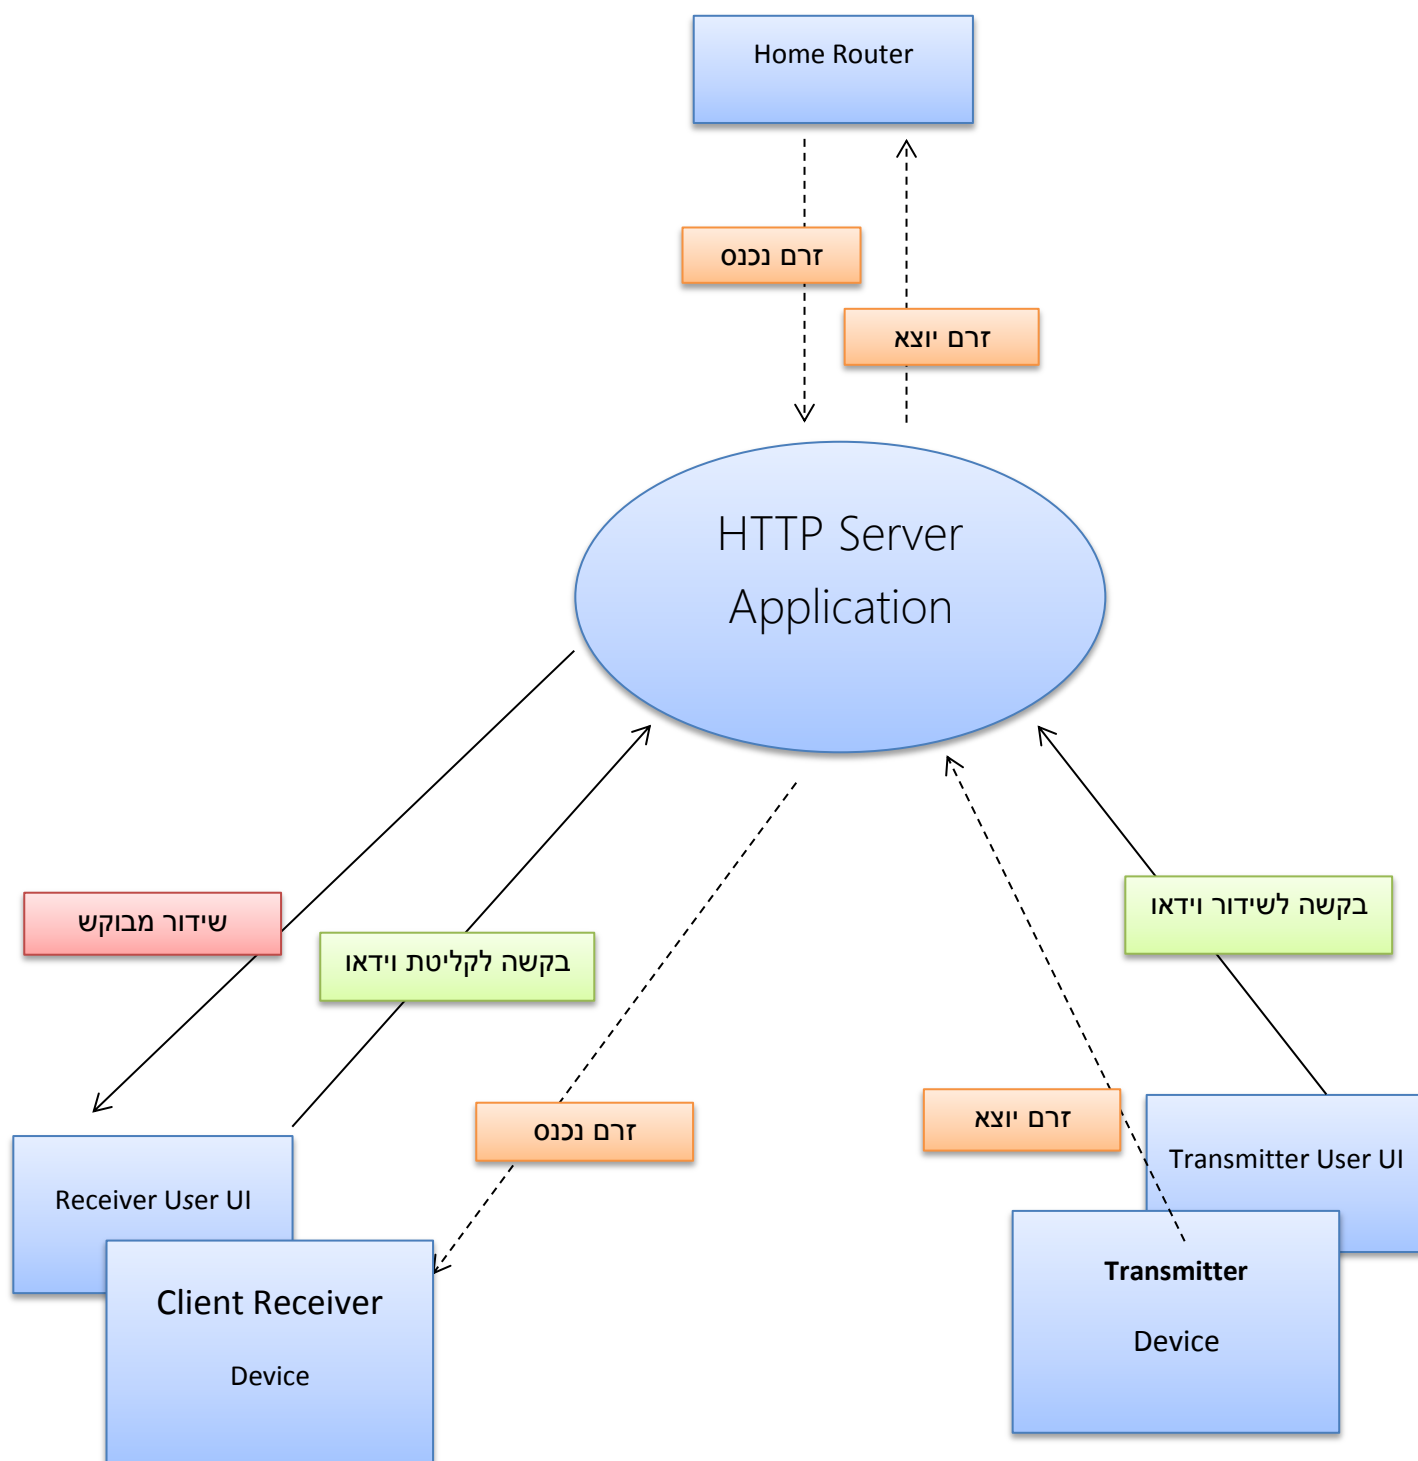 Home Router
זרם נכנס
זרם יוצא
HTTP Server
Application
שידור מבוקש
בקשה לקליטת וידאו
בקשה לשידור וידאו
זרם נכנס
זרם יוצא
Receiver User UI
Client Receiver
Device
Transmitter User UI
Transmitter
Device